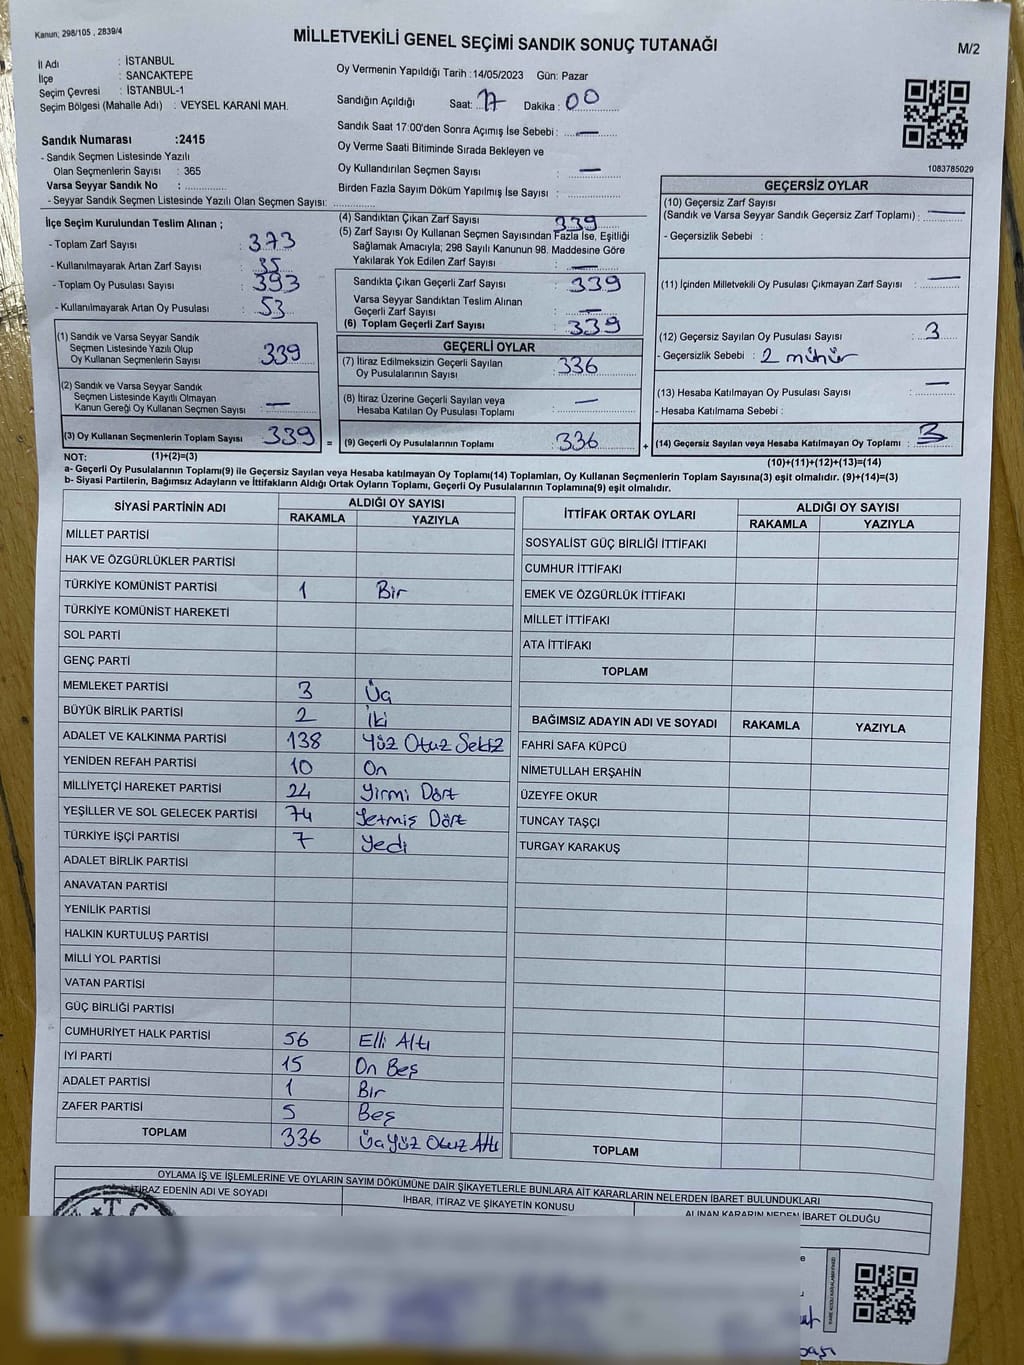 Kanun; 298/105 , 2839/4
MİLLETVEKİLİ GENEL SEÇİMİ SANDIK SONUÇ TUTANAĞI
M/2
İl Adı : İSTANBUL
İlçe : SANCAKTEPE
Seçim Çevresi : İSTANBUL-1
Seçim Bölgesi (Mahalle Adı) : VEYSEL KARANİ MAH.
Sandık Numarası :2415
- Sandık Seçmen Listesinde Yazılı
Olan Seçmenlerin Sayısı : 365
Varsa Seyyar Sandık No : ..............
- Seyyar Sandık Seçmen Listesinde Yazılı Olan Seçmen Sayısı: ..............
Oy Vermenin Yapıldığı Tarih :14/05/2023 Gün: Pazar
Sandığın Açıldığı Saat: 17 Dakika : 00
Sandık Saat 17:00'den Sonra Açımış İse Sebebi : —
Oy Verme Saati Bitiminde Sırada Bekleyen ve
Oy Kullandırılan Seçmen Sayısı —
Birden Fazla Sayım Döküm Yapılmış İse Sayısı : ..............
1083785029
İlçe Seçim Kurulundan Teslim Alınan ;
- Toplam Zarf Sayısı : 373
- Kullanılmayarak Artan Zarf Sayısı : 35
- Toplam Oy Pusulası Sayısı : 393
- Kullanılmayarak Artan Oy Pusulası : 53
(1) Sandık ve Varsa Seyyar Sandık
Seçmen Listesinde Yazılı Olup
Oy Kullanan Seçmenlerin Sayısı : 339
(2) Sandık ve Varsa Seyyar Sandık
Seçmen Listesinde Kayıtlı Olmayan
Kanun Gereği Oy Kullanan Seçmen Sayısı : —
(3) Oy Kullanan Seçmenlerin Toplam Sayısı : 339 =
(4) Sandıktan Çıkan Zarf Sayısı 339
(5) Zarf Sayısı Oy Kullanan Seçmen Sayısından Fazla İse, Eşitliği
Sağlamak Amacıyla; 298 Sayılı Kanunun 98. Maddesine Göre
Yakılarak Yok Edilen Zarf Sayısı : —
Sandıkta Çıkan Geçerli Zarf Sayısı : 339
Varsa Seyyar Sandıktan Teslim Alınan
Geçerli Zarf Sayısı : —
(6) Toplam Geçerli Zarf Sayısı : 339
GEÇERLİ OYLAR
(7) İtiraz Edilmeksizin Geçerli Sayılan
Oy Pusulalarının Sayısı : 336
(8) İtiraz Üzerine Geçerli Sayılan veya
Hesaba Katılan Oy Pusulası Toplamı : —
(9) Geçerli Oy Pusulalarının Toplamı : 336 +
GEÇERSİZ OYLAR
(10) Geçersiz Zarf Sayısı
(Sandık ve Varsa Seyyar Sandık Geçersiz Zarf Toplamı) : —
- Geçersizlik Sebebi :
(11) İçinden Milletvekili Oy Pusulası Çıkmayan Zarf Sayısı : —
(12) Geçersiz Sayılan Oy Pusulası Sayısı : 3
- Geçersizlik Sebebi : 2 mühür
(13) Hesaba Katılmayan Oy Pusulası Sayısı : —
- Hesaba Katılmama Sebebi :
(14) Geçersiz Sayılan veya Hesaba Katılmayan Oy Toplamı : 3
NOT: (1)+(2)=(3)
(10)+(11)+(12)+(13)=(14)
a- Geçerli Oy Pusulalarının Toplamı(9) ile Geçersiz Sayılan veya Hesaba katılmayan Oy Toplamı(14) Toplamları, Oy Kullanan Seçmenlerin Toplam Sayısına(3) eşit olmalıdır. (9)+(14)=(3)
b- Siyasi Partilerin, Bağımsız Adayların ve İttifakların Aldığı Ortak Oyların Toplamı, Geçerli Oy Pusulalarının Toplamına(9) eşit olmalıdır.
SİYASİ PARTİNİN ADI ALDIĞI OY SAYISI
RAKAMLA YAZIYLA
MİLLET PARTİSİ
HAK VE ÖZGÜRLÜKLER PARTİSİ
TÜRKİYE KOMÜNİST PARTİSİ 1 Bir
TÜRKİYE KOMÜNİST HAREKETİ
SOL PARTİ
GENÇ PARTİ
MEMLEKET PARTİSİ 3 Üç
BÜYÜK BİRLİK PARTİSİ 2 iki
ADALET VE KALKINMA PARTİSİ 138 Yüz Otuz Sekiz
YENİDEN REFAH PARTİSİ 10 On
MİLLİYETÇİ HAREKET PARTİSİ 24 Yirmi Dört
YEŞİLLER VE SOL GELECEK PARTİSİ 74 Yetmiş Dört
TÜRKİYE İŞÇİ PARTİSİ 7 Yedi
ADALET BİRLİK PARTİSİ
ANAVATAN PARTİSİ
YENİLİK PARTİSİ
HALKIN KURTULUŞ PARTİSİ
MİLLİ YOL PARTİSİ
VATAN PARTİSİ
GÜÇ BİRLİĞİ PARTİSİ
CUMHURİYET HALK PARTİSİ 56 Elli Altı
İYİ PARTİ 15 On Beş
ADALET PARTİSİ 1 Bir
ZAFER PARTİSİ 5 Beş
TOPLAM 336 ÜçYüz Otuz Altı
İTTİFAK ORTAK OYLARI ALDIĞI OY SAYISI
RAKAMLA YAZIYLA
SOSYALİST GÜÇ BİRLİĞİ İTTİFAKI
CUMHUR İTTİFAKI
EMEK VE ÖZGÜRLÜK İTTİFAKI
MİLLET İTTİFAKI
ATA İTTİFAKI
TOPLAM
BAĞIMSIZ ADAYIN ADI VE SOYADI RAKAMLA YAZIYLA
FAHRİ SAFA KÜPCÜ
NİMETULLAH ERŞAHİN
ÜZEYFE OKUR
TUNCAY TAŞÇI
TURGAY KARAKUŞ
TOPLAM
OYLAMA İŞ VE İŞLEMLERİNE VE OYLARIN SAYIM DÖKÜMÜNE DAİR ŞİKAYETLERLE BUNLARA AİT KARARLARIN NELERDEN İBARET BULUNDUKLARI
İTİRAZ EDENİN ADI VE SOYADI
İHBAR, İTİRAZ VE ŞİKAYETİN KONUSU
ALINAN KARARIN NEDEN İBARET OLDUĞU
T.C.